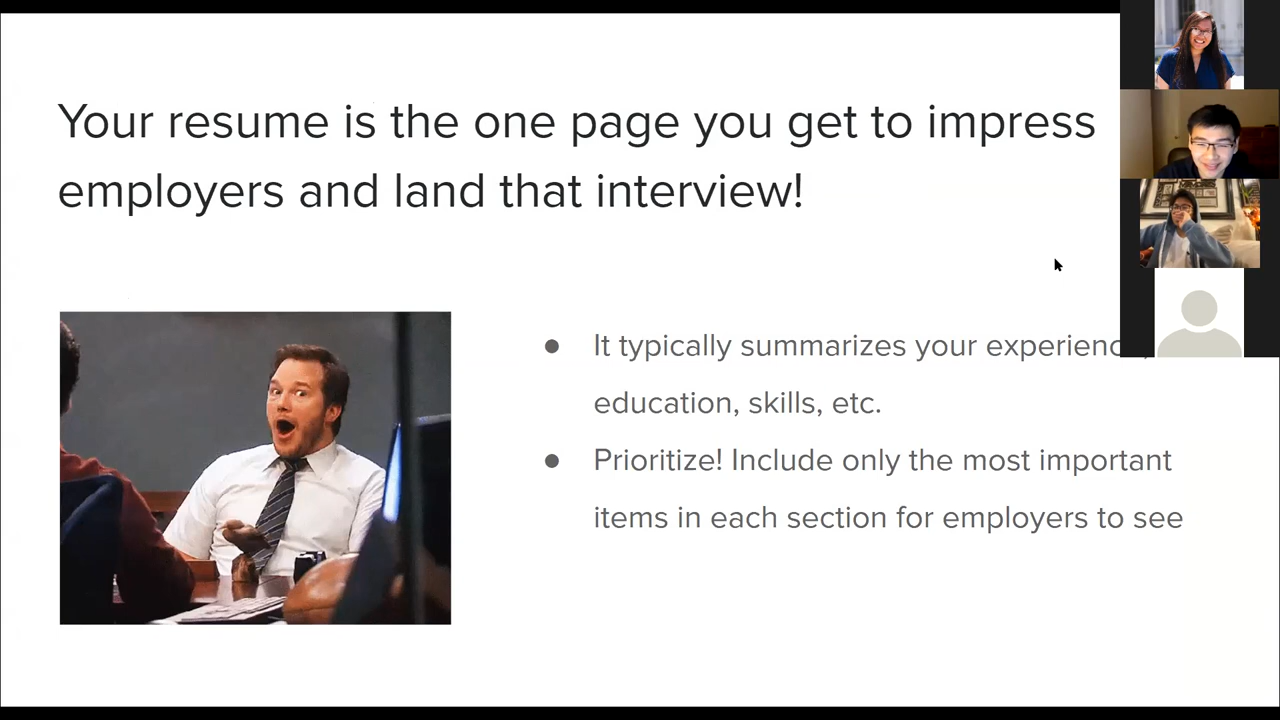 Your resume is the one page you get to impress
employers and land that interview!
It typically summarizes your
education, skills, etc.
Prioritize! Include only the most important
items in each section for employers to see